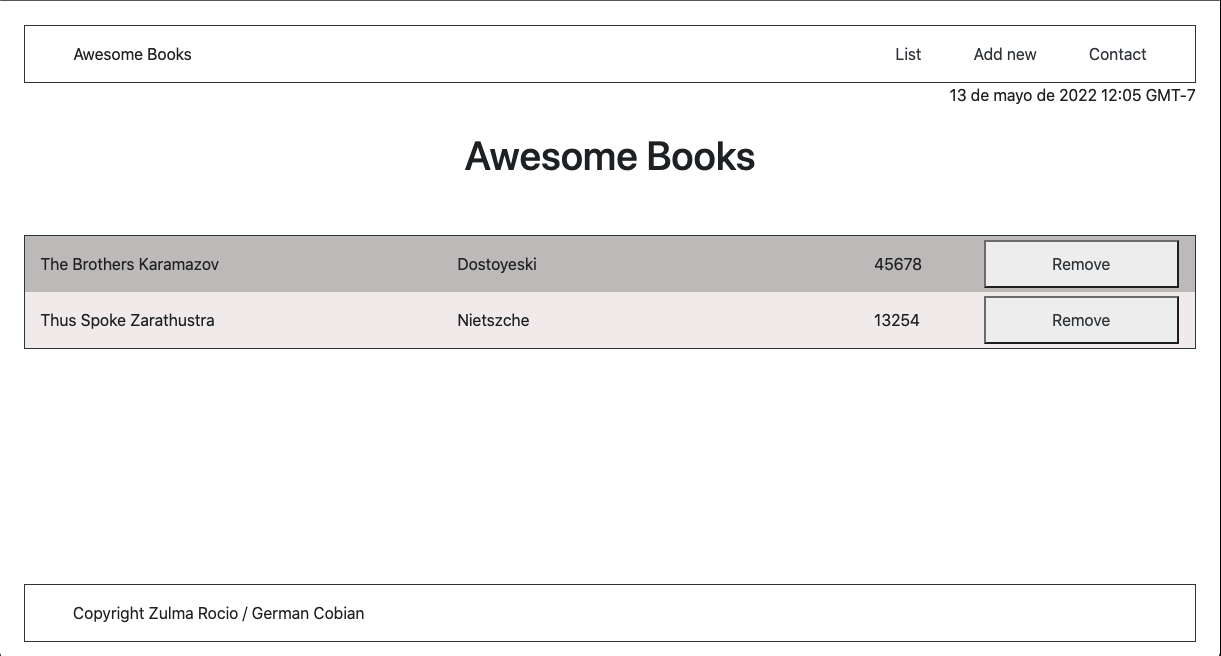 Awesome Books List Add new Contact
13 de mayo de 2022 12:05 GMT-7
Awesome Books
The Brothers Karamazov Dostoyeski 45678 Remove
Thus Spoke Zarathustra Nietszche 13254 Remove
Copyright Zulma Rocio / German Cobian